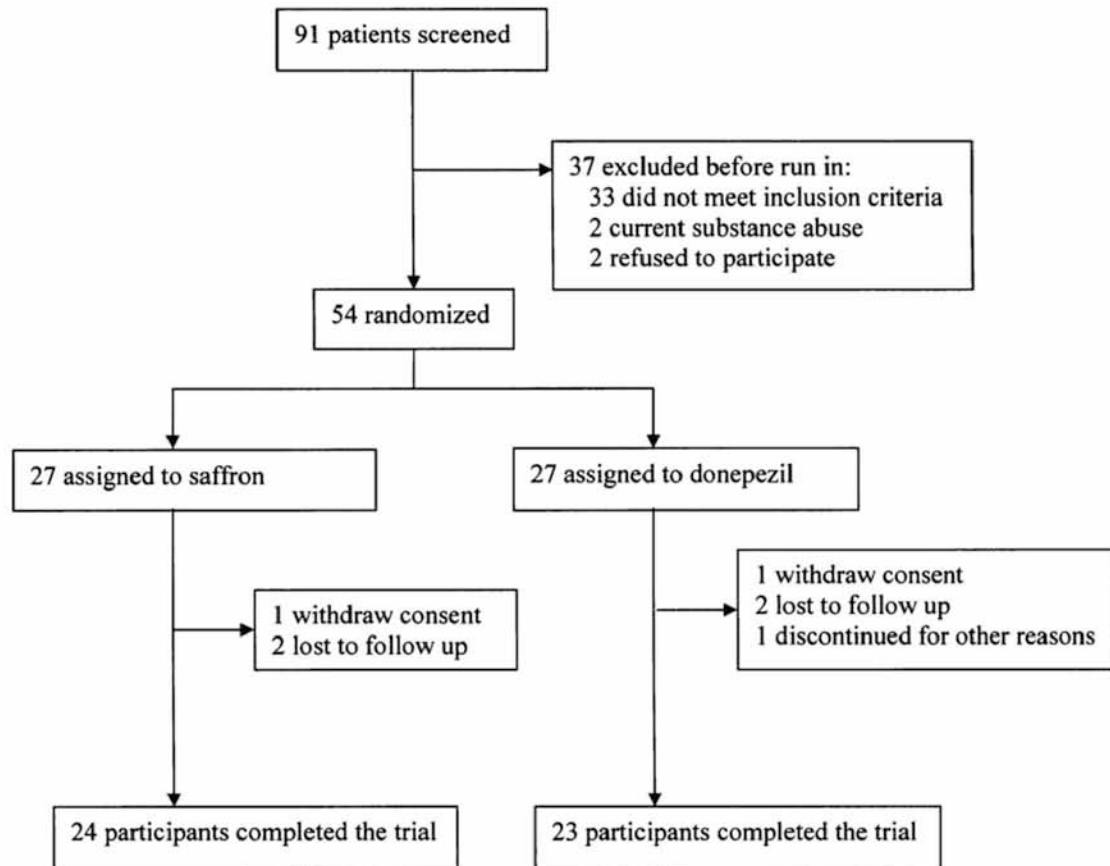 91 patients screened
37 excluded before run in:
33 did not meet inclusion criteria
2 current substance abuse
2 refused to participate
54 randomized
27 assigned to saffron
27 assigned to donepezil
1 withdraw consent
2 lost to follow up
1 withdraw consent
2 lost to follow up
1 discontinued for other reasons
24 participants completed the trial
23 participants completed the trial